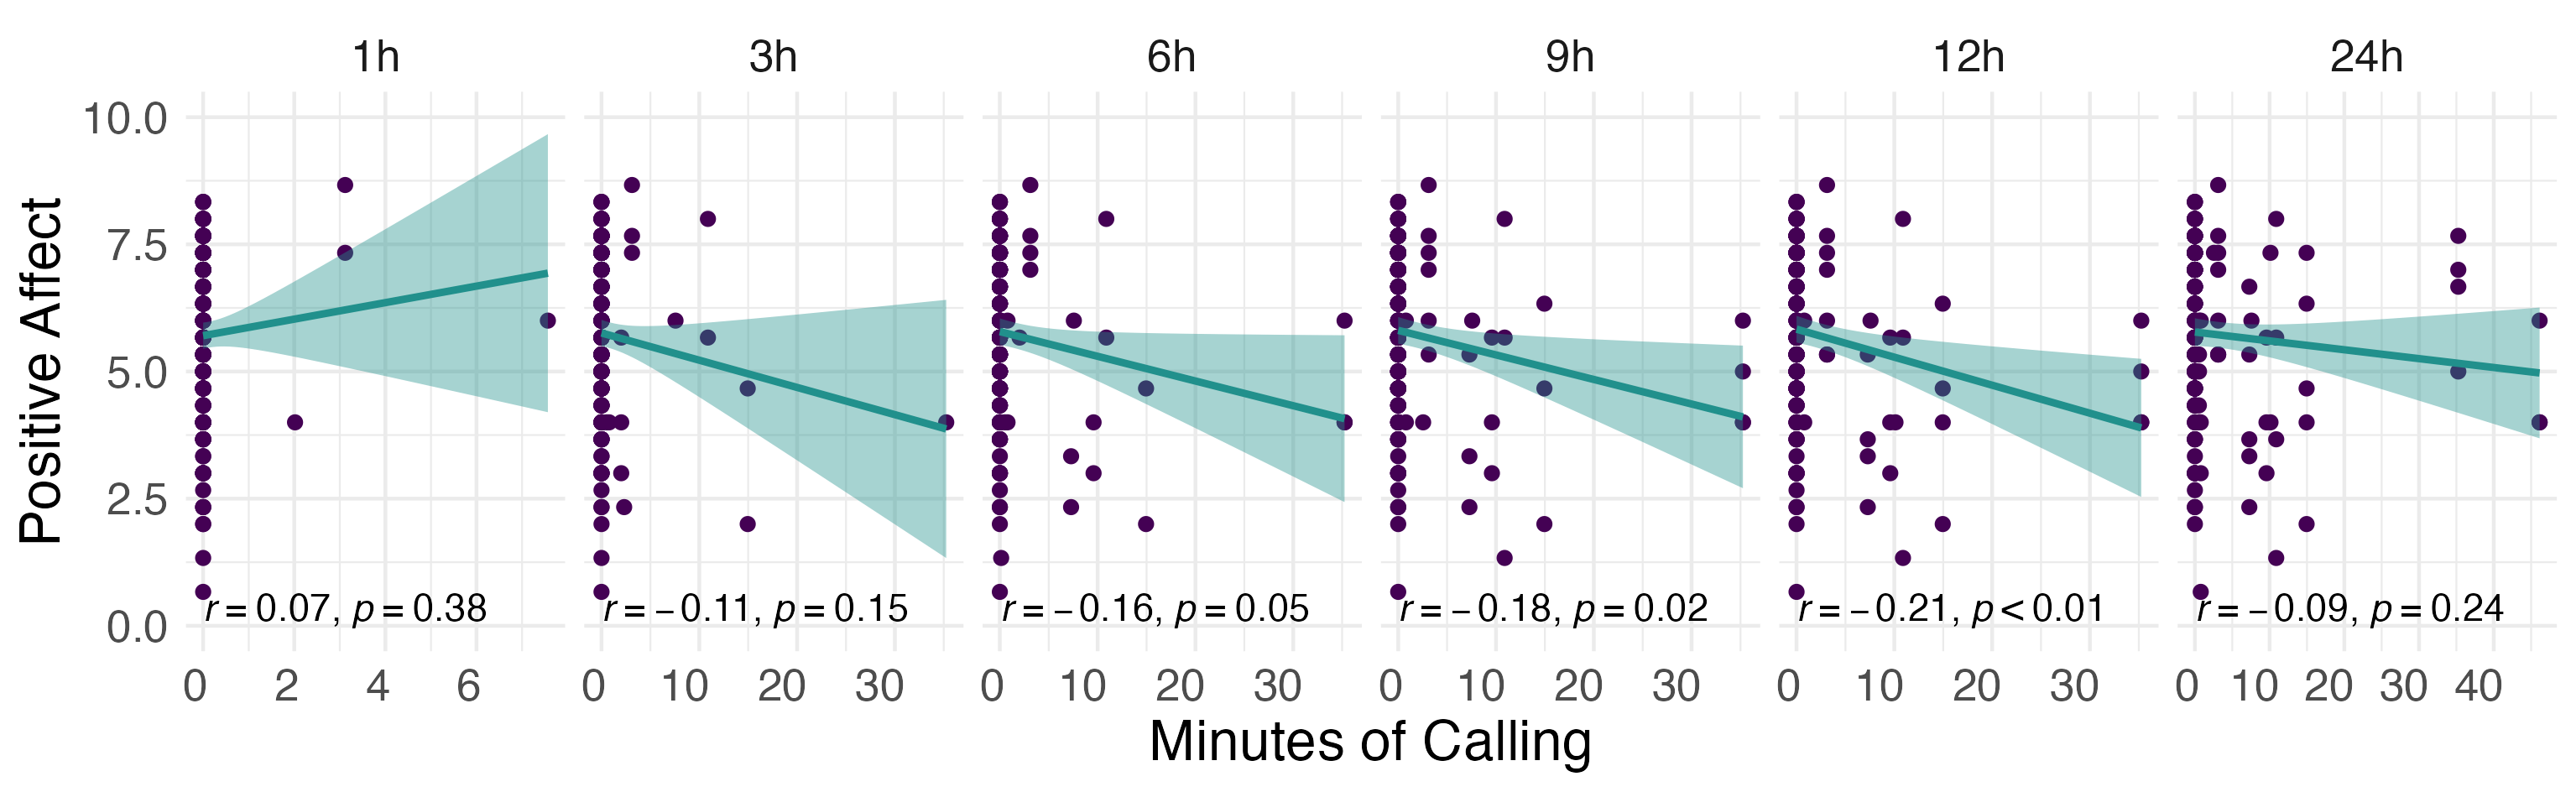 1h 3h 6h 9h 12h 24h
Positive Affect
10.0
7.5
5.0
2.5
0.0
r = 0.07, p = 0.38
r = −0.11, p = 0.15
r = −0.16, p = 0.05
r = −0.18, p = 0.02
r = −0.21, p < 0.01
r = −0.09, p = 0.24
0 2 4 6
0 10 20 30
0 10 20 30
0 10 20 30
0 10 20 30
0 10 20 30 40
Minutes of Calling